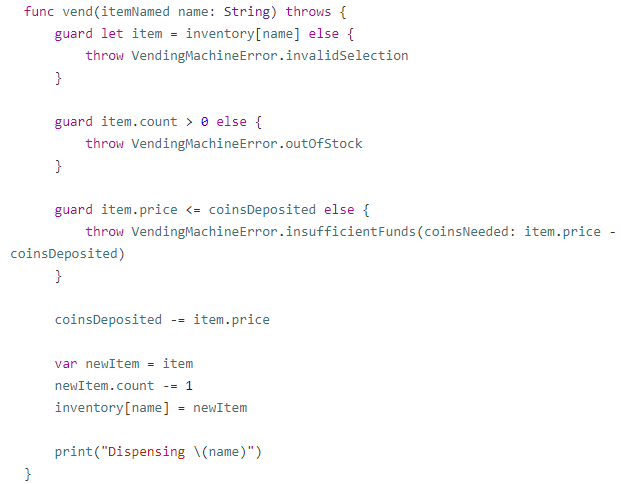 func vend(itemNamed name: String) throws {
    guard let item = inventory[name] else {
        throw VendingMachineError.invalidSelection
    }

    guard item.count > 0 else {
        throw VendingMachineError.outOfStock
    }

    guard item.price <= coinsDeposited else {
        throw VendingMachineError.insufficientFunds(coinsNeeded: item.price -
coinsDeposited)
    }

    coinsDeposited -= item.price

    var newItem = item
    newItem.count -= 1
    inventory[name] = newItem

    print("Dispensing \(name)")
}